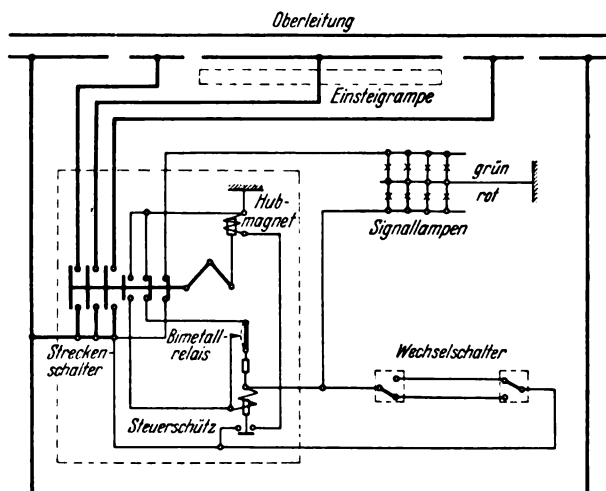 Oberleitung
Einsteigrampe
grün
rot
Signallampen
Hub-
magnet
Bimetall-
relais
Strecken-
schalter
Wechselschalter
Steuerschütz